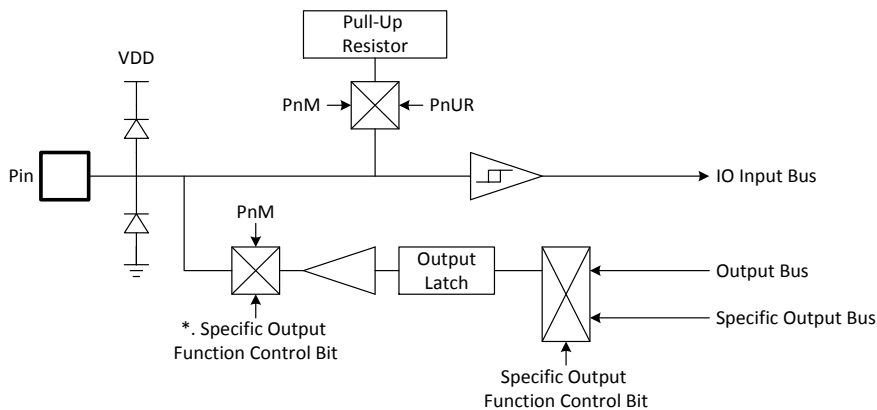 Pull-Up
Resistor
VDD
PnM
PnUR
Pin
IO Input Bus
PnM
Output
Latch
Output Bus
Specific Output Bus
*. Specific Output
Function Control Bit
Specific Output
Function Control Bit